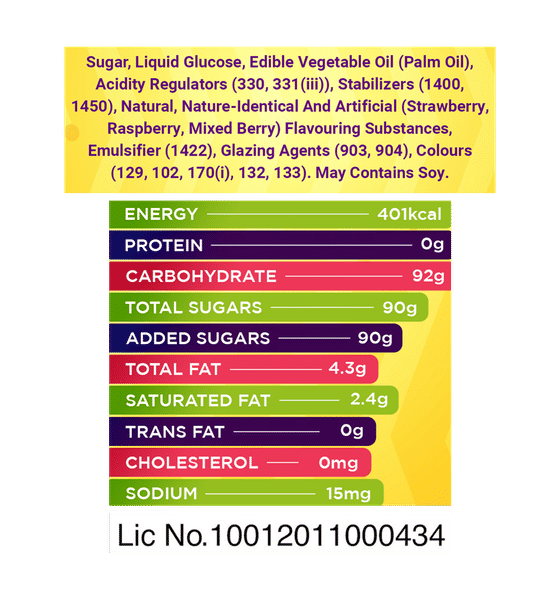 Sugar, Liquid Glucose, Edible Vegetable Oil (Palm Oil),
Acidity Regulators (330, 331(iii)), Stabilizers (1400,
1450), Natural, Nature-Identical And Artificial (Strawberry,
Raspberry, Mixed Berry) Flavouring Substances,
Emulsifier (1422), Glazing Agents (903, 904), Colours
(129, 102, 170(i), 132, 133). May Contains Soy.
ENERGY 401kcal
PROTEIN 0g
CARBOHYDRATE 92g
TOTAL SUGARS 90g
ADDED SUGARS 90g
TOTAL FAT 4.3g
SATURATED FAT 2.4g
TRANS FAT 0g
CHOLESTEROL 0mg
SODIUM 15mg
Lic No.10012011000434